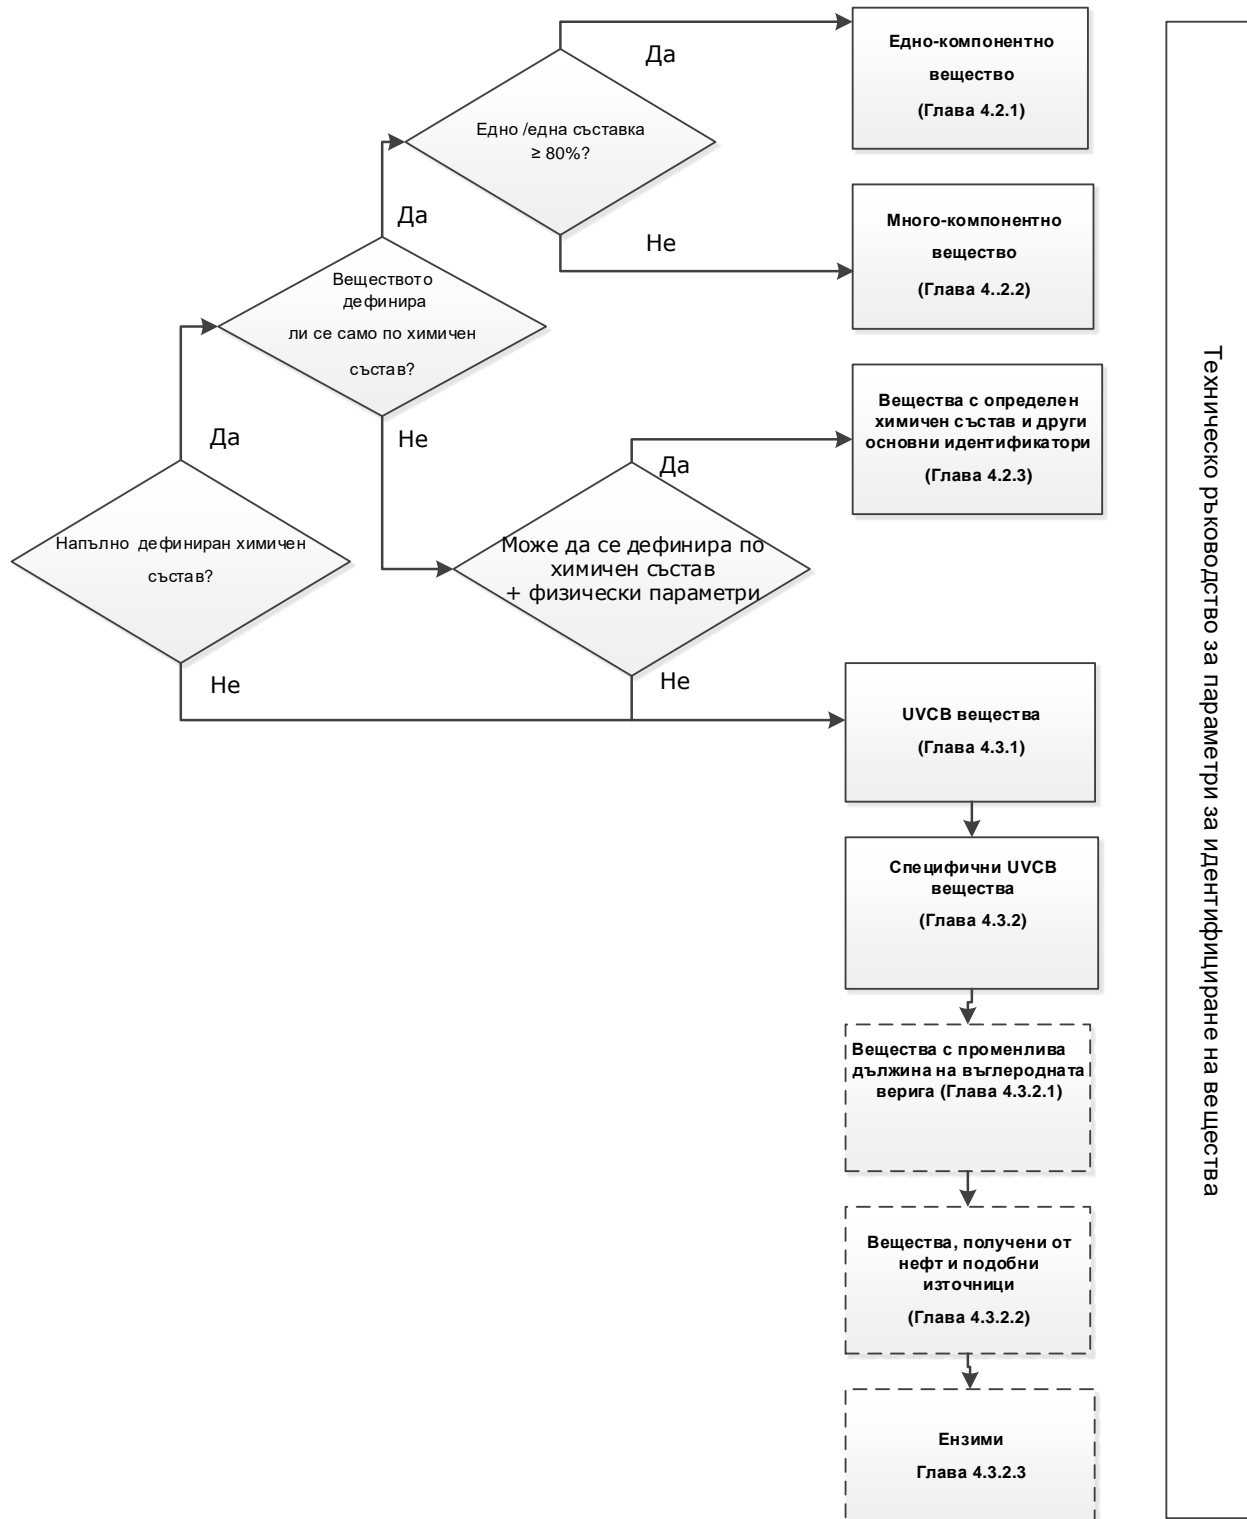 Да
Едно-компонентно
вещество
(Глава 4.2.1)
Едно /една съставка
≥ 80%?
Да
Не
Много-компонентно
вещество
(Глава 4..2.2)
Веществото
дефинира
ли се само по химичен
състав?
Да
Не
Вещества с определен
химичен състав и други
основни идентификатори
(Глава 4.2.3)
Да
Напълно дефиниран химичен
състав?
Може да се дефинира по
химичен състав
+ физически параметри
Не
Не
UVCB вещества
(Глава 4.3.1)
Специфични UVCB
вещества
(Глава 4.3.2)
Вещества с променлива
дължина на въглеродната
верига (Глава 4.3.2.1)
Вещества, получени от
нефт и подобни
източници
(Глава 4.3.2.2)
Ензими
Глава 4.3.2.3
Техническо ръководство за параметри за идентифициране на вещества